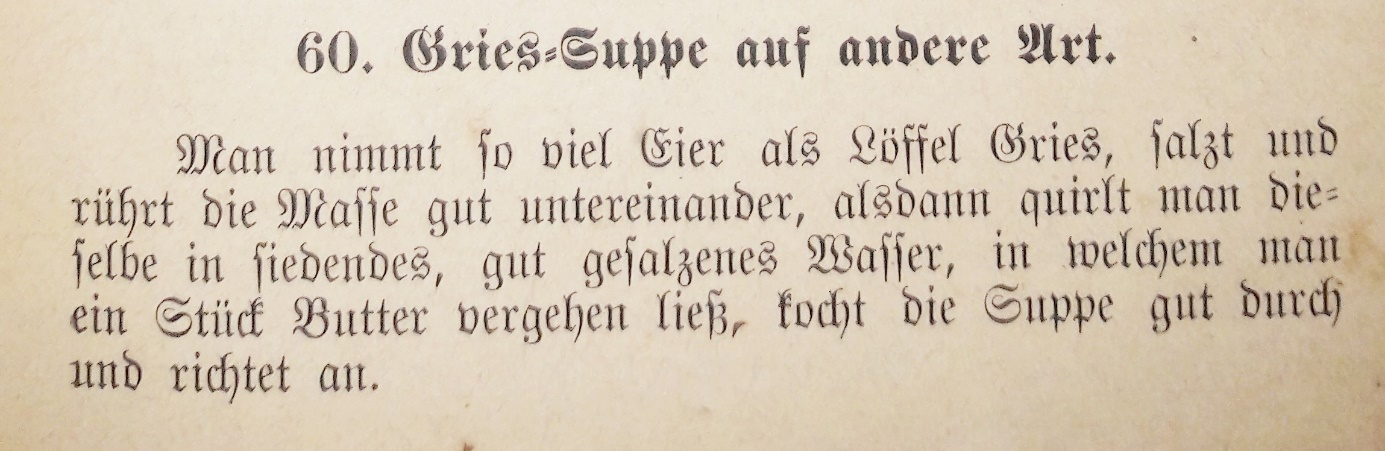 60. Gries-Suppe auf andere Art.
Man nimmt so viel Eier als Löffel Gries, salzt und
rührt die Masse gut untereinander, alsdann quirlt man die-
selbe in siedendes, gut gesalzenes Wasser, in welchem man
ein Stück Butter vergehen ließ, kocht die Suppe gut durch
und richtet an.